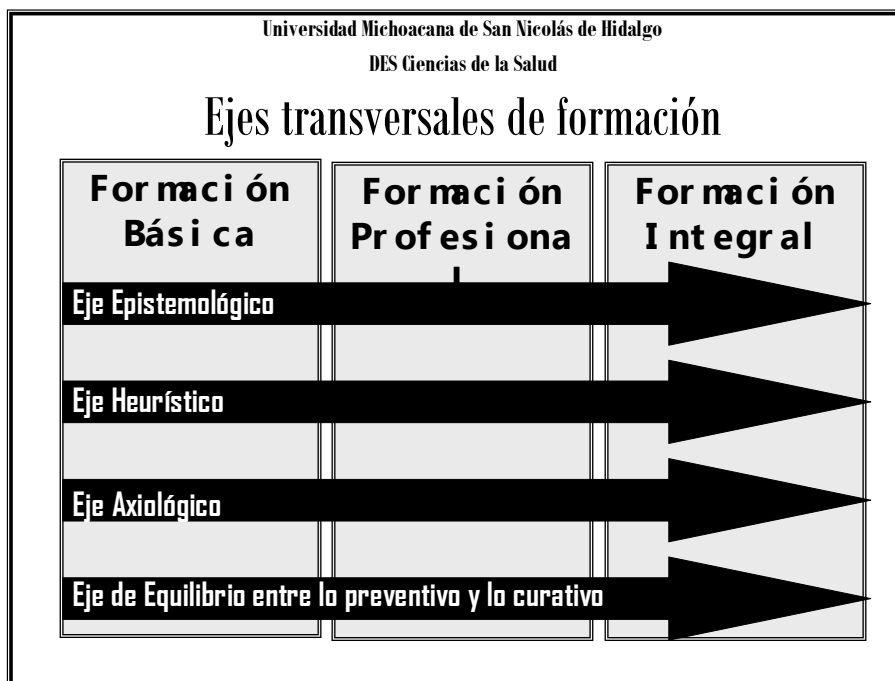 Universidad Michoacana de San Nicolás de Hidalgo
DES Ciencias de la Salud
Ejes transversales de formación
Formación
Básica
Formación
Profesiona
l
Formación
Integral
Eje Epistemológico
Eje Heurístico
Eje Axiológico
Eje de Equilibrio entre lo preventivo y lo curativo